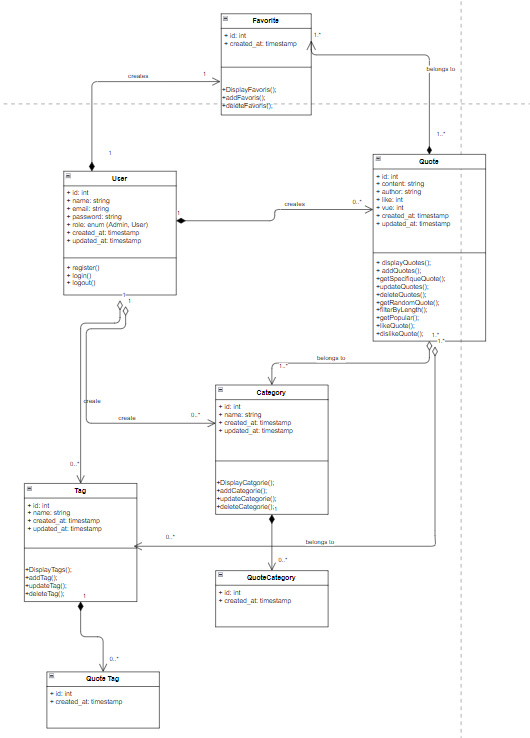 Favorite
+ id: int
+ created_at: timestamp
+DisplayFavoris();
+addFavoris();
+deleteFavoris();
1..*
creates
1
belongs to
1
1..*
User
+ id: int
+ name: string
+ email: string
+ password: string
+ role: enum (Admin, User)
+ created_at: timestamp
+ updated_at: timestamp
+ register()
+ login()
+ logout()
1
creates
0..*
Quote
+ id: int
+ content: string
+ author: string
+ like: int
+ vue: int
+ created_at: timestamp
+ updated_at: timestamp
+ displayQuotes();
+ addQuotes();
+getSpecifiqueQuote();
+updateQuotes();
+deleteQuotes();
+getRandomQuote();
+filterByLength();
+getPopular();
+likeQuote();
+dislikeQuote();
1
1
1..*
1..*
belongs to
1..*
create
create
0..*
Category
+ id: int
+ name: string
+ created_at: timestamp
+ updated_at: timestamp
+DisplayCatgorie();
+addCategorie();
+updateCategorie();
+deleteCategorie();
1
0..*
Tag
+ id: int
+ name: string
+ created_at: timestamp
+ updated_at: timestamp
+DisplayTags();
+addTag();
+updateTag();
+deleteTag();
0..*
belongs to
0..*
QuoteCategory
+ id: int
+ created_at: timestamp
1
0..*
Quote Tag
+ id: int
+ created_at: timestamp